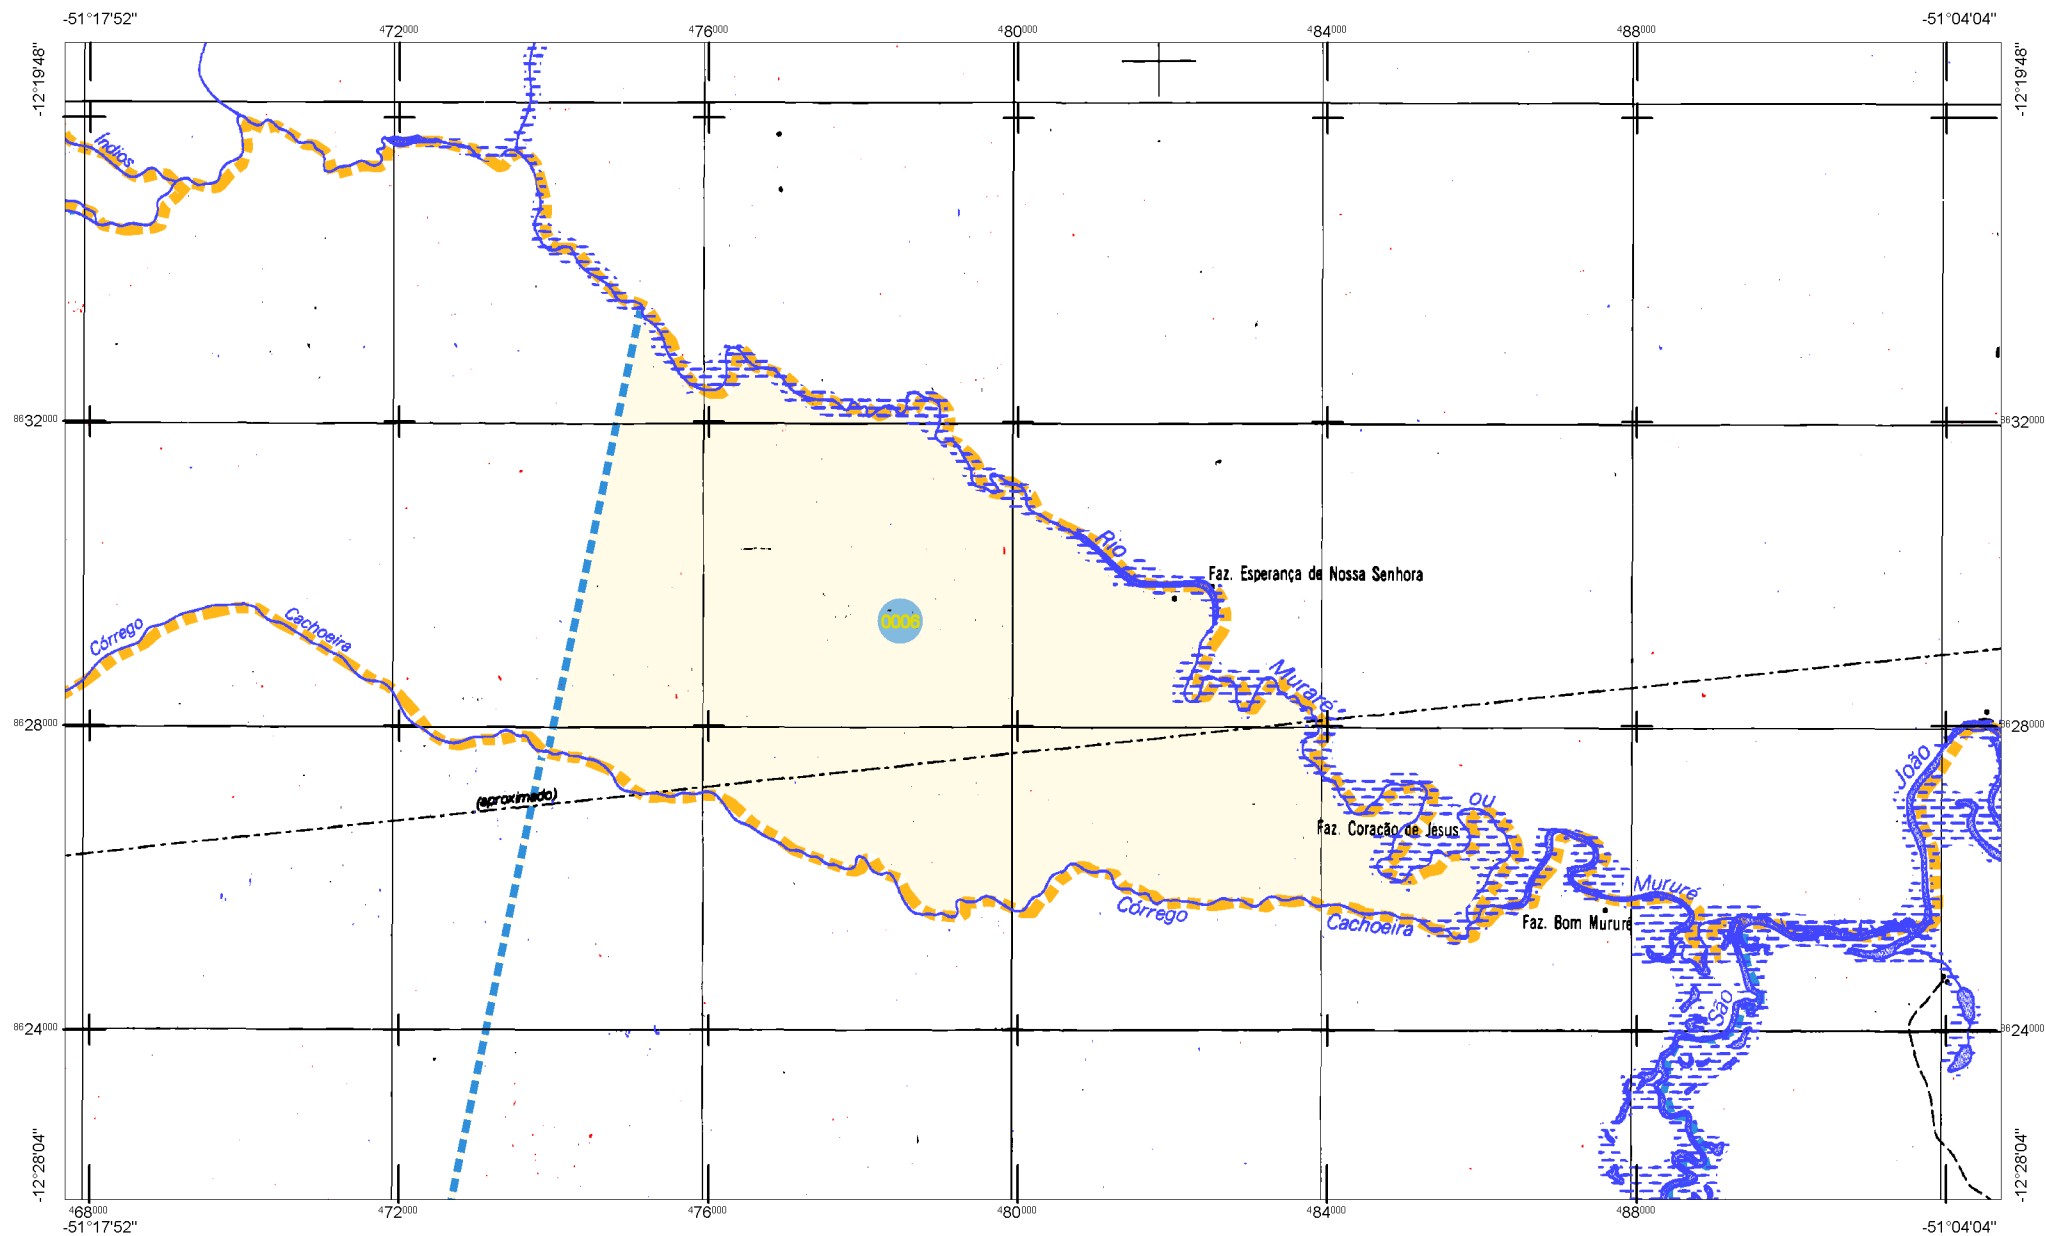 -51°17'52"
-51°04'04"
472000
476000
480000
484000
488000
-12°19'48"
-12°19'48"
Índios
8632000
8632000
Rio
Faz. Esperança de Nossa Senhora
0006
Córrego
Cachoeira
Muraré
8628000
8628000
João
(aproximado)
ou
Faz. Coração de Jesus
Mururé
Córrego
Cachoeira
Faz. Bom Mururé
São
8624000
8624000
-12°28'04"
-12°28'04"
468000
472000
476000
480000
484000
488000
-51°17'52"
-51°04'04"